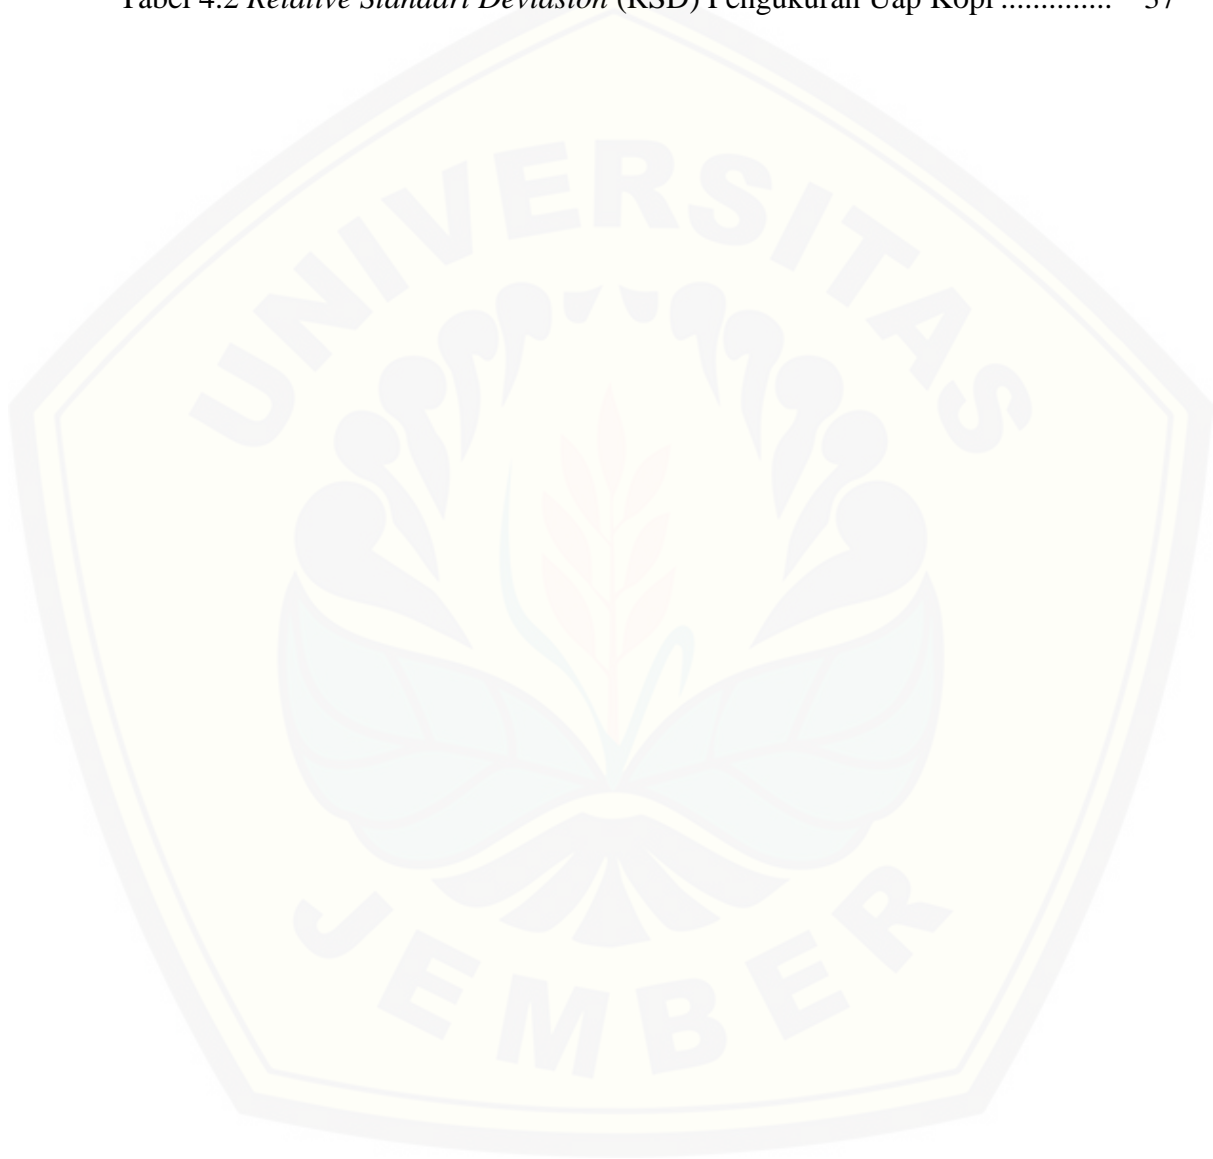 Tabel 4.2 Relative Standart Deviasion (RSD) Pengukuran Uap Kopi .............. 37
UNIVERSITAS
JEMBER